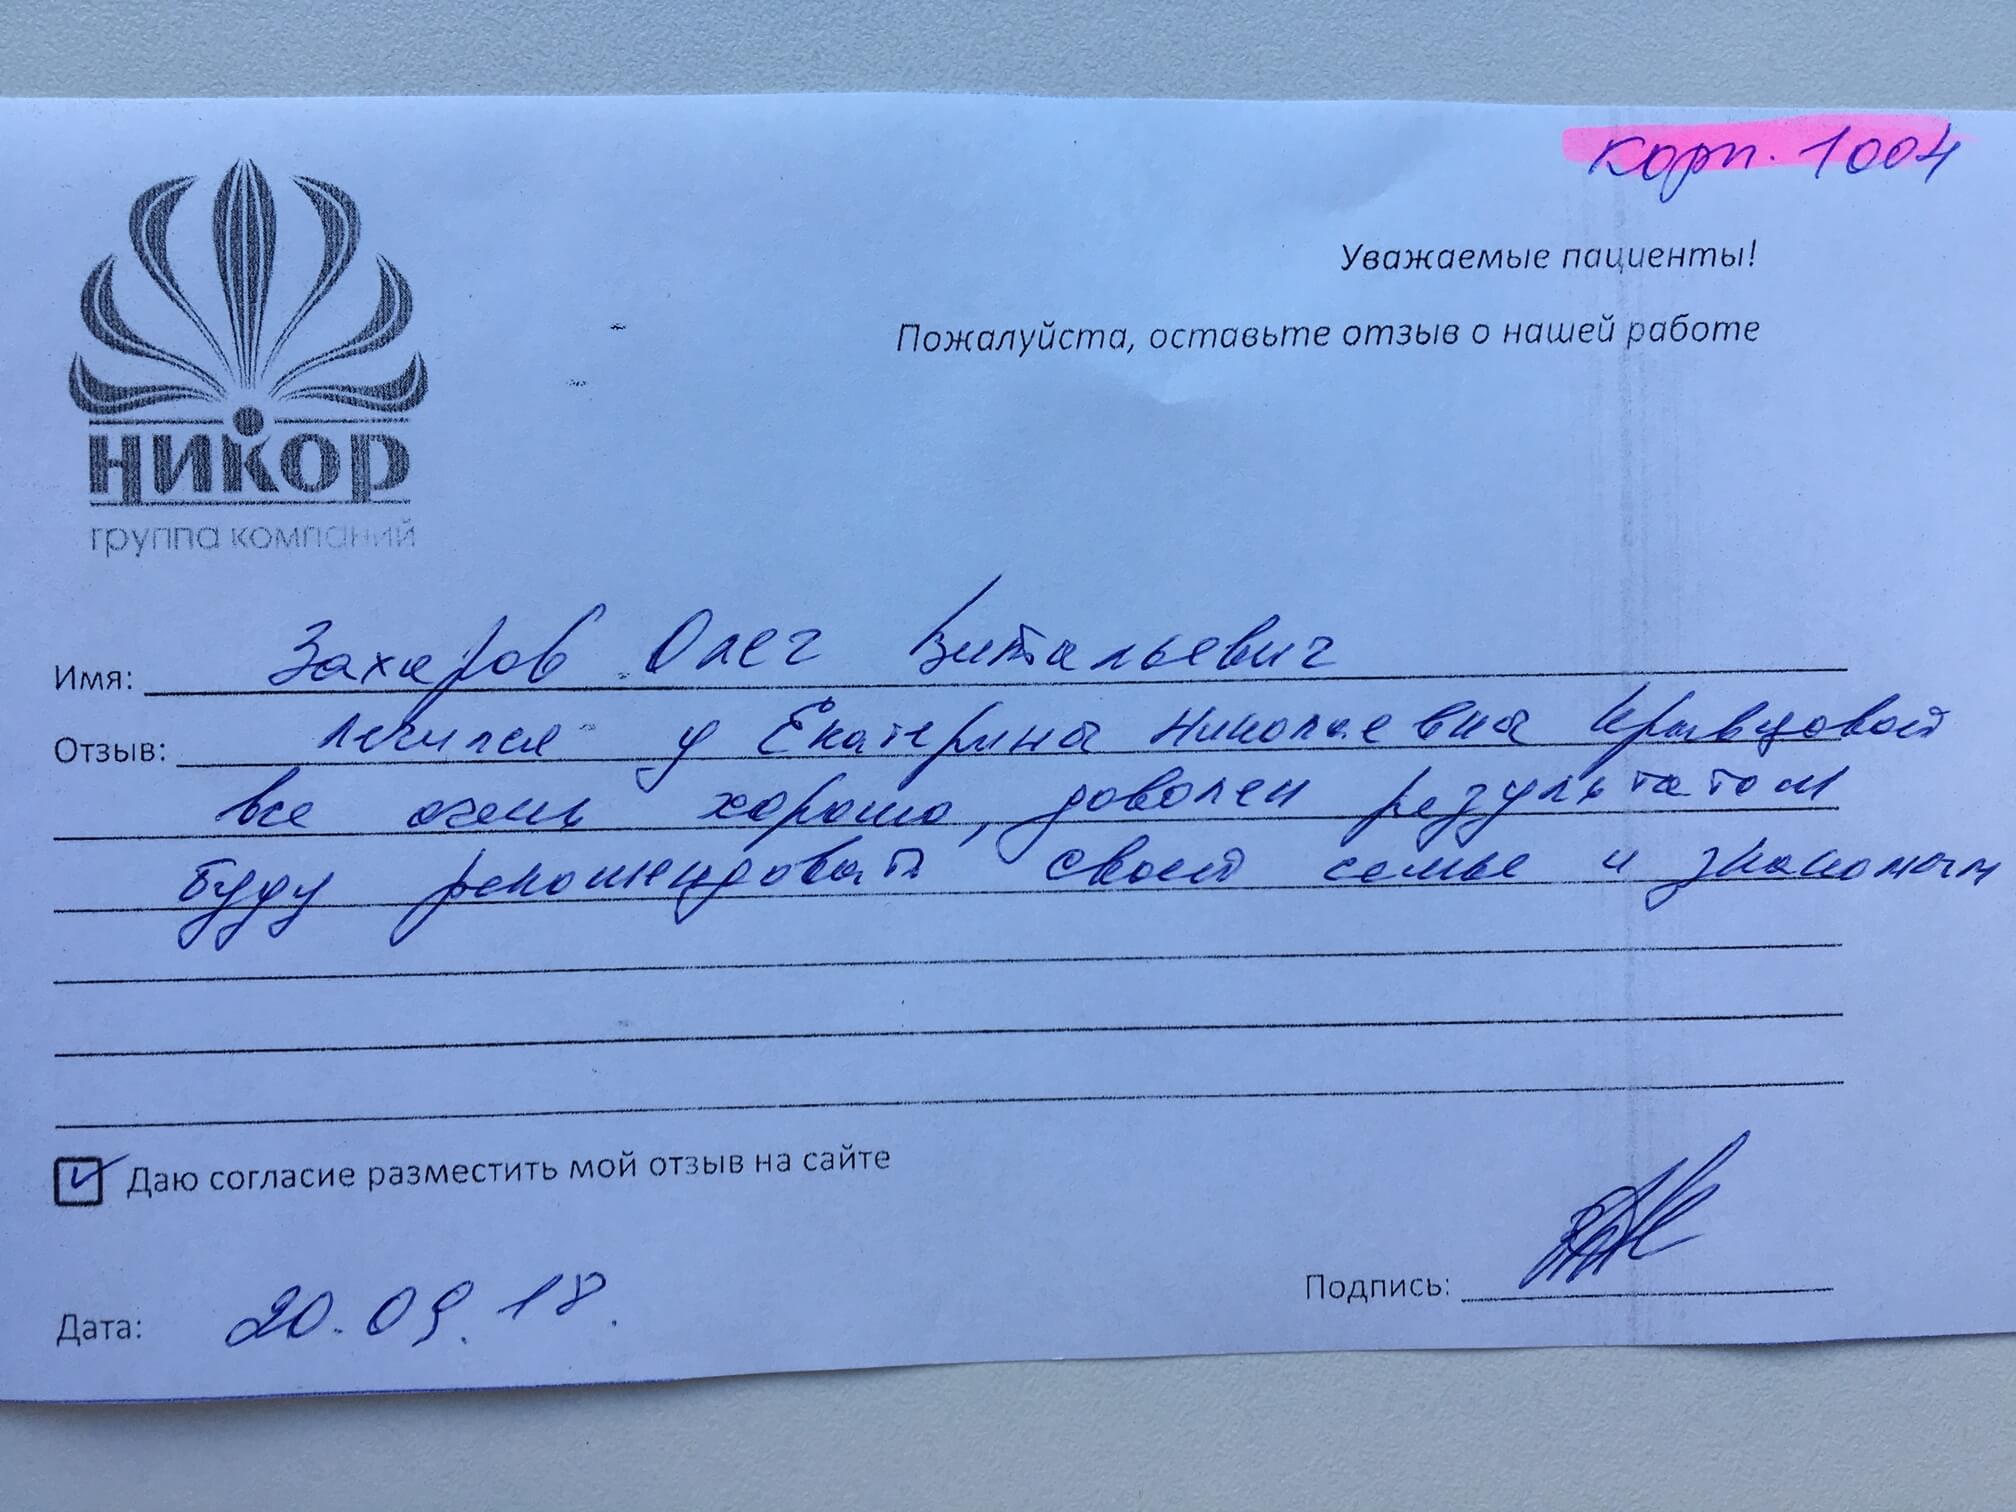 Корп. 1004
Уважаемые пациенты!
Пожалуйста, оставьте отзыв о нашей работе
НИКОР
группа компаний
Имя: Захаров Олег Витальевич
Отзыв: лечился у Екатерины Николаевны Кравцовой
все очень хорошо, доволен результатом
буду рекомендовать своей семье и знакомым
Даю согласие разместить мой отзыв на сайте
Подпись:
Дата: 20.09.18.